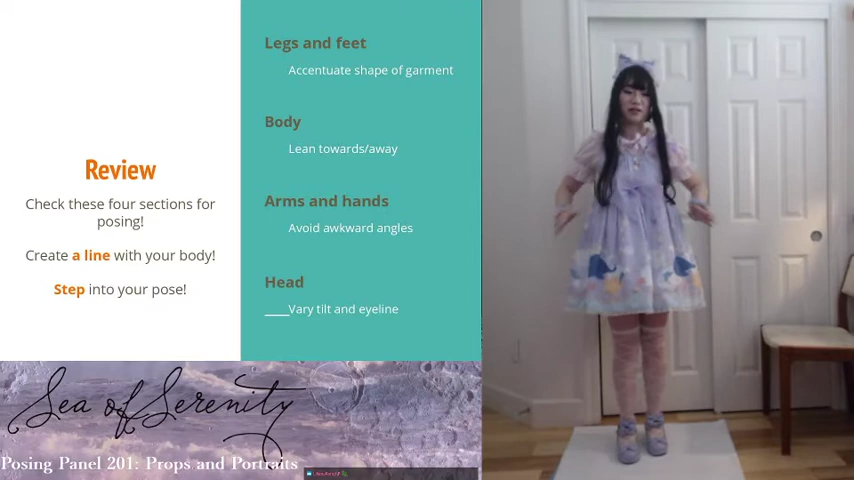 Review
Check these four sections for
posing!
Create a line with your body!
Step into your pose!
Legs and feet
Accentuate shape of garment
Body
Lean towards/away
Arms and hands
Avoid awkward angles
Head
Vary tilt and eyeline
Sea of Serenity
Posing Panel 201: Props and Portraits